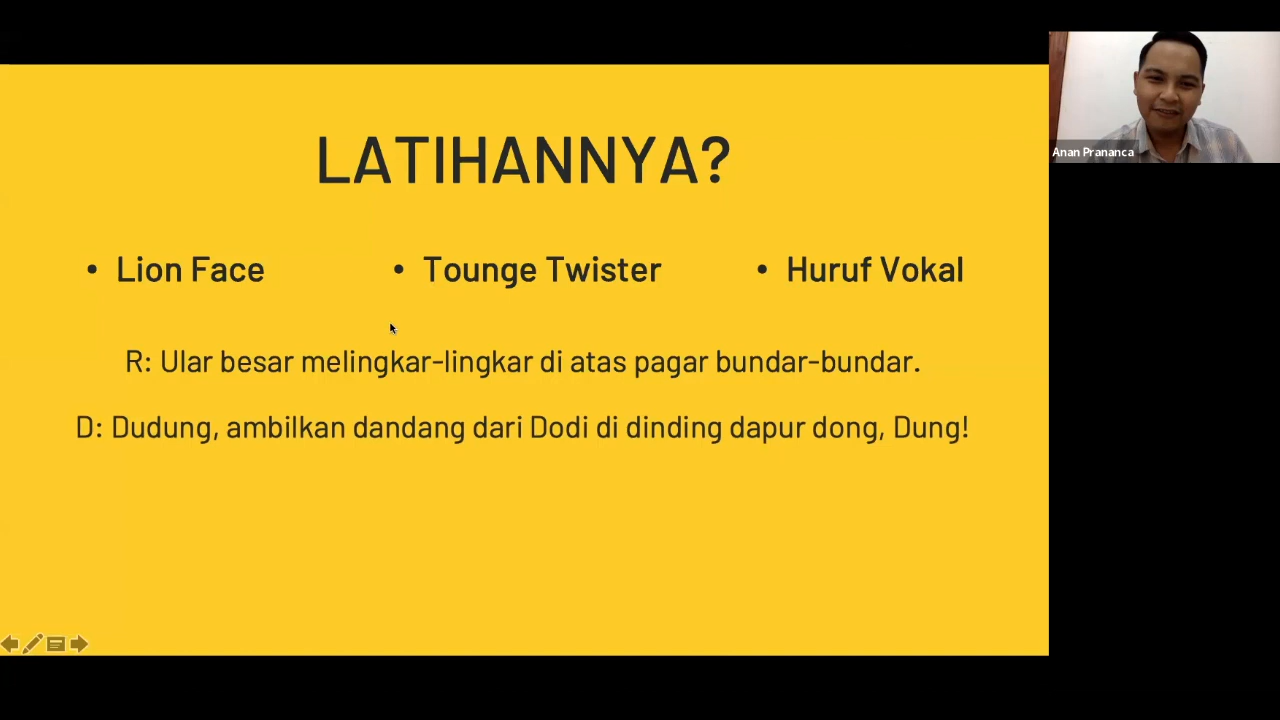 LATIHANNYA?
• Lion Face
• Tounge Twister
• Huruf Vokal
R: Ular besar melingkar-lingkar di atas pagar bundar-bundar.
D: Dudung, ambilkan dandang dari Dodi di dinding dapur dong, Dung!
Anan Prananca